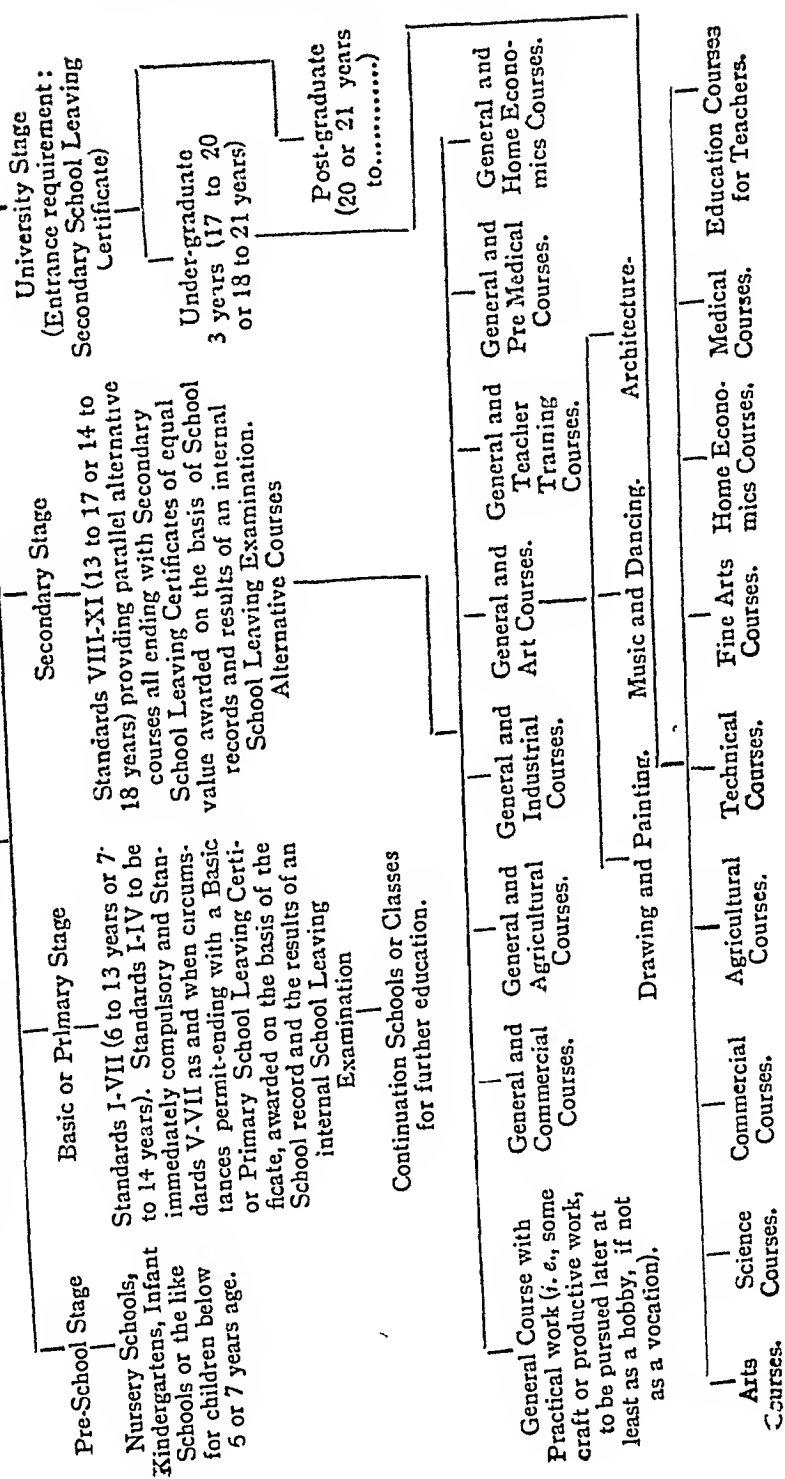 Pre-School Stage
Nursery Schools,
Kindergartens, Infant
Schools or the like
for children below
6 or 7 years age.
Basic or Primary Stage
Standards I-VII (6 to 13 years or 7-
to 14 years). Standards I-IV to be
immediately compulsory and Stan-
dards V-VII as and when circums-
tances permit-ending with a Basic
or Primary School Leaving Certi-
ficate, awarded on the basis of the
School record and the results of an
internal School Leaving
Examination
Continuation Schools or Classes
for further education.
Secondary Stage
Standards VIII-XI (13 to 17 or 14 to
18 years) providing parallel alternative
courses all ending with Secondary
School Leaving Certificates of equal
value awarded on the basis of School
records and results of an internal
School Leaving Examination.
Alternative Courses
University Stage
(Entrance requirement :
Secondary School Leaving
Certificate)
Under-graduate
3 years (17 to 20
or 18 to 21 years)
Post-graduate
(20 or 21 years
to............)
General Course with
Practical work (i. e., some
craft or productive work,
to be pursued later at
least as a hobby, if not
as a vocation).
General and
Commercial
Courses.
General and
Agricultural
Courses.
General and
Industrial
Courses.
General and
Art Courses.
General and
Teacher
Training
Courses.
General and
Pre Medical
Courses.
General and
Home Econo-
mics Courses.
Drawing and Painting.
Music and Dancing.
Architecture.
Arts
Courses.
Science
Courses.
Commercial
Courses.
Agricultural
Courses.
Technical
Courses.
Fine Arts
Courses.
Home Econo-
mics Courses.
Medical
Courses.
Education Courses
for Teachers.